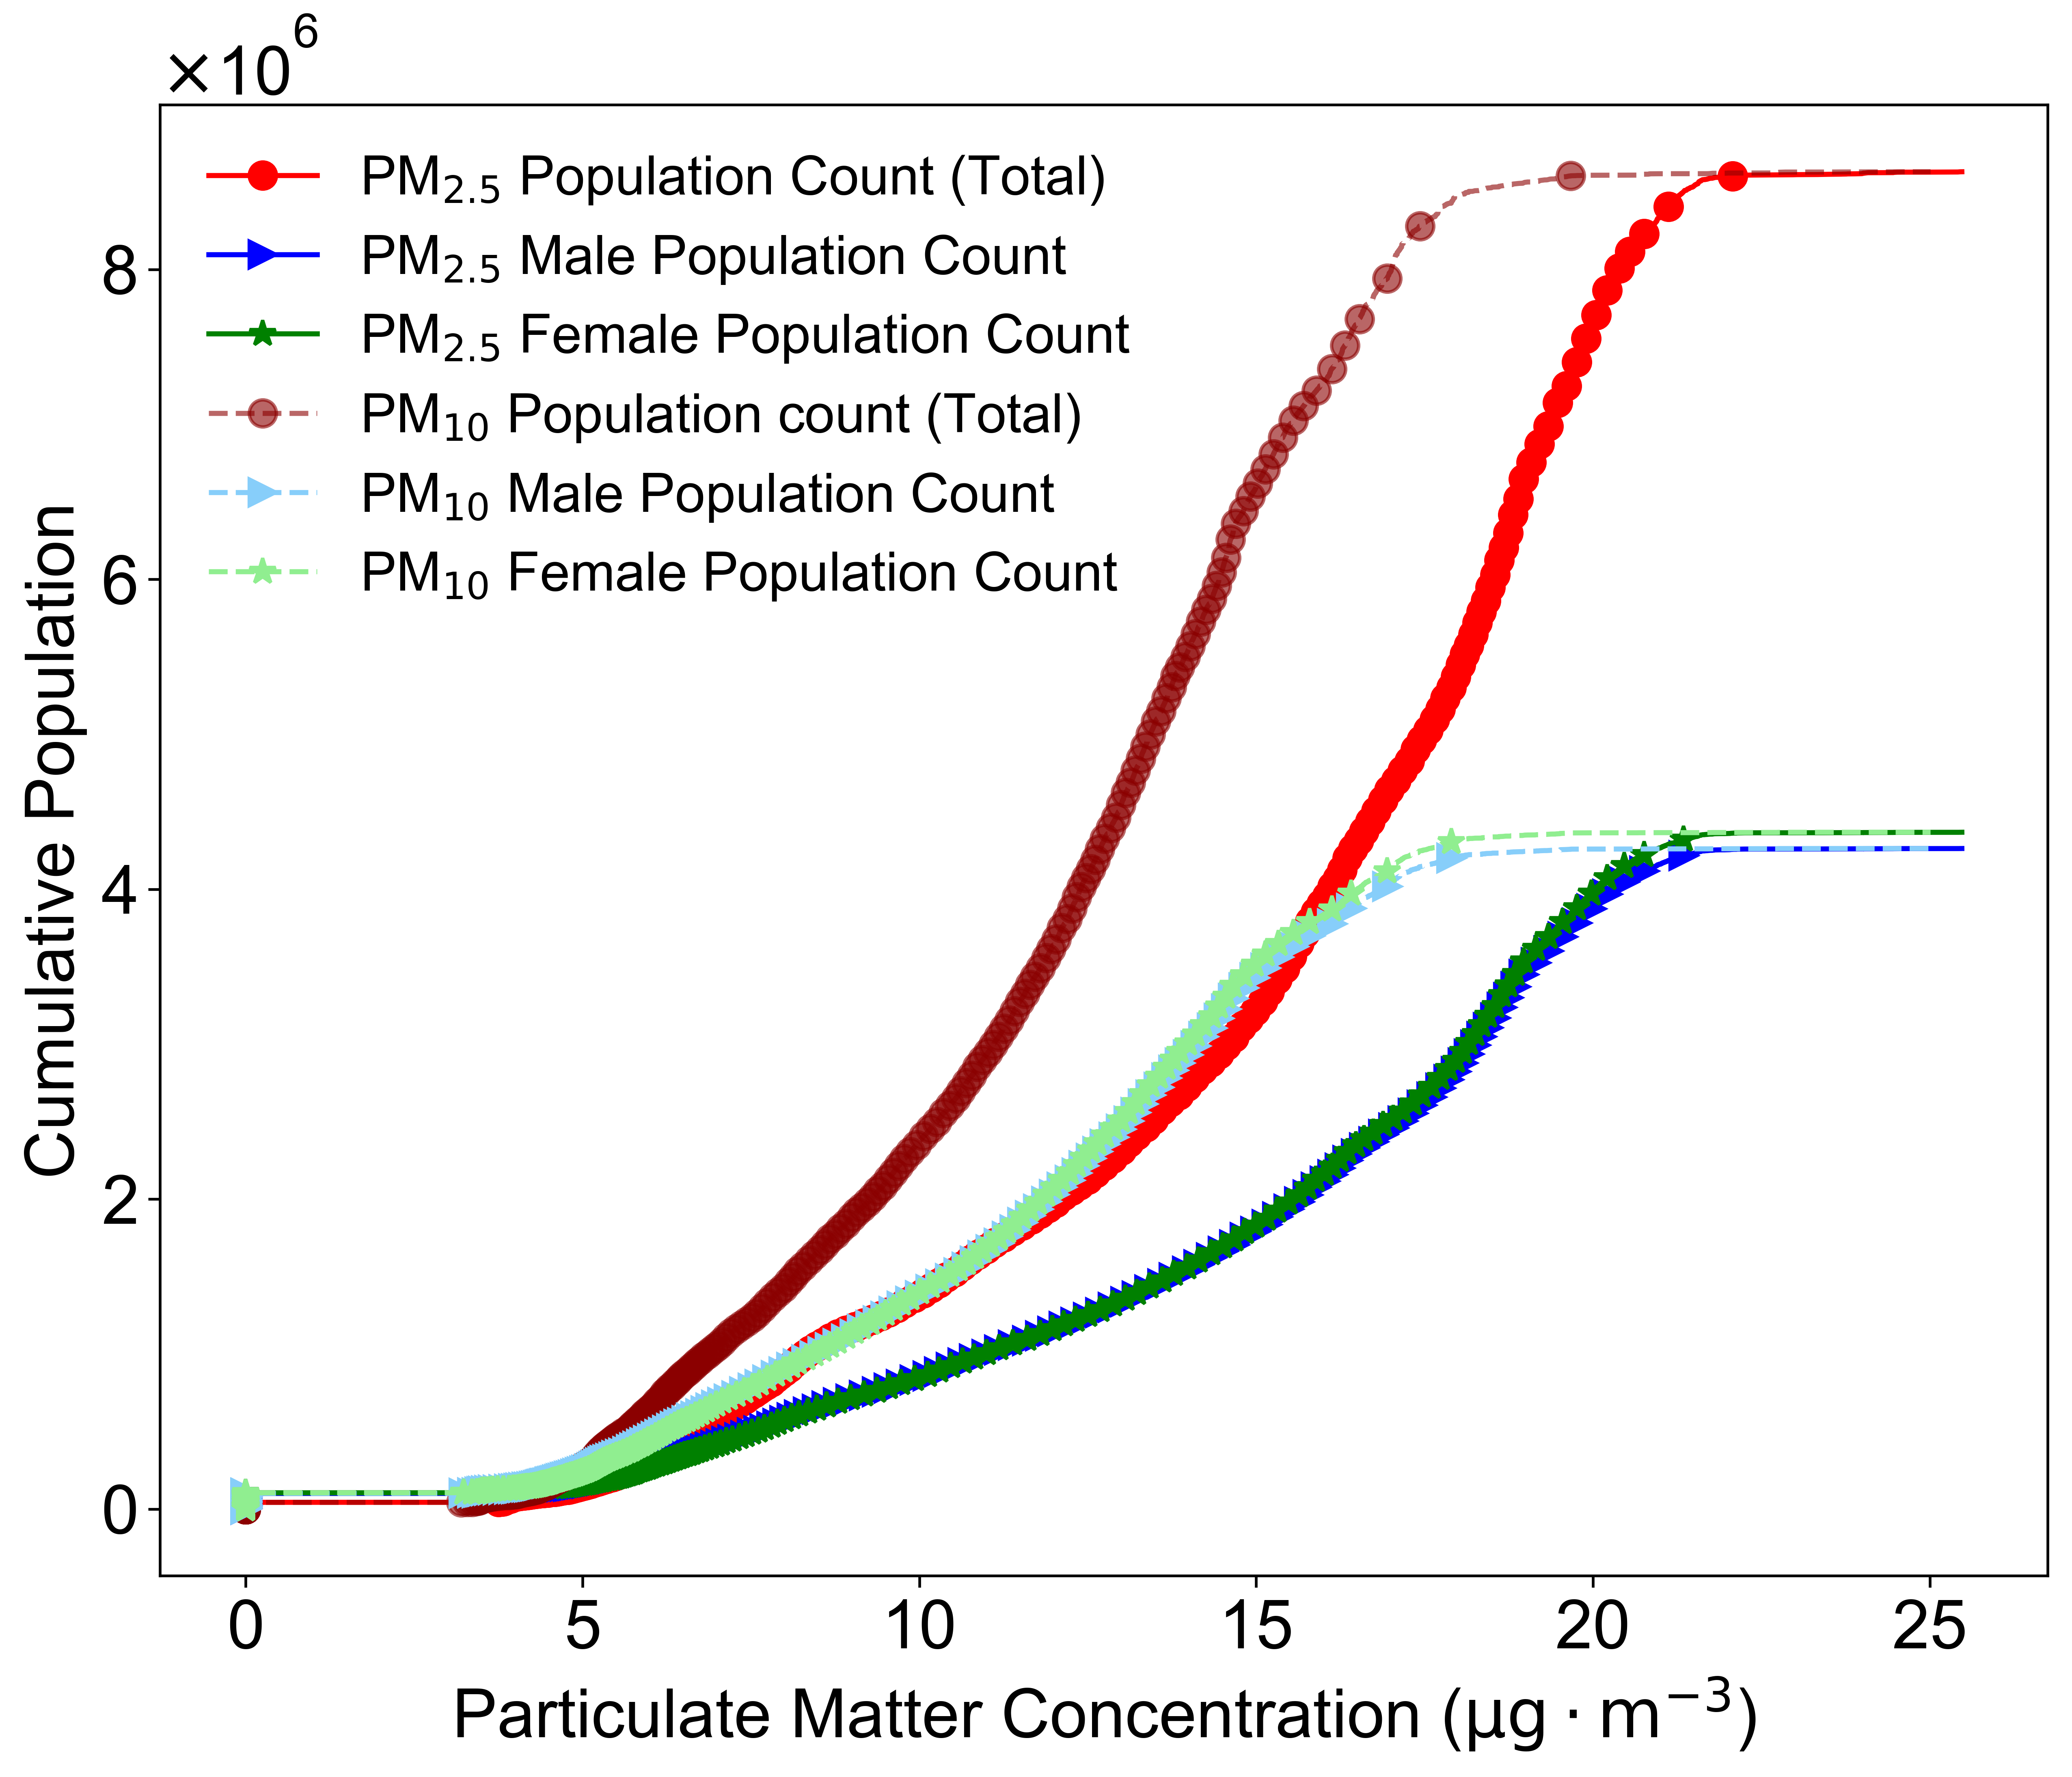 ×10⁶
PM₂.₅ Population Count (Total)
PM₂.₅ Male Population Count
PM₂.₅ Female Population Count
PM₁₀ Population count (Total)
PM₁₀ Male Population Count
PM₁₀ Female Population Count
Cumulative Population
8
6
4
2
0
0 5 10 15 20 25
Particulate Matter Concentration (µg · m⁻³)